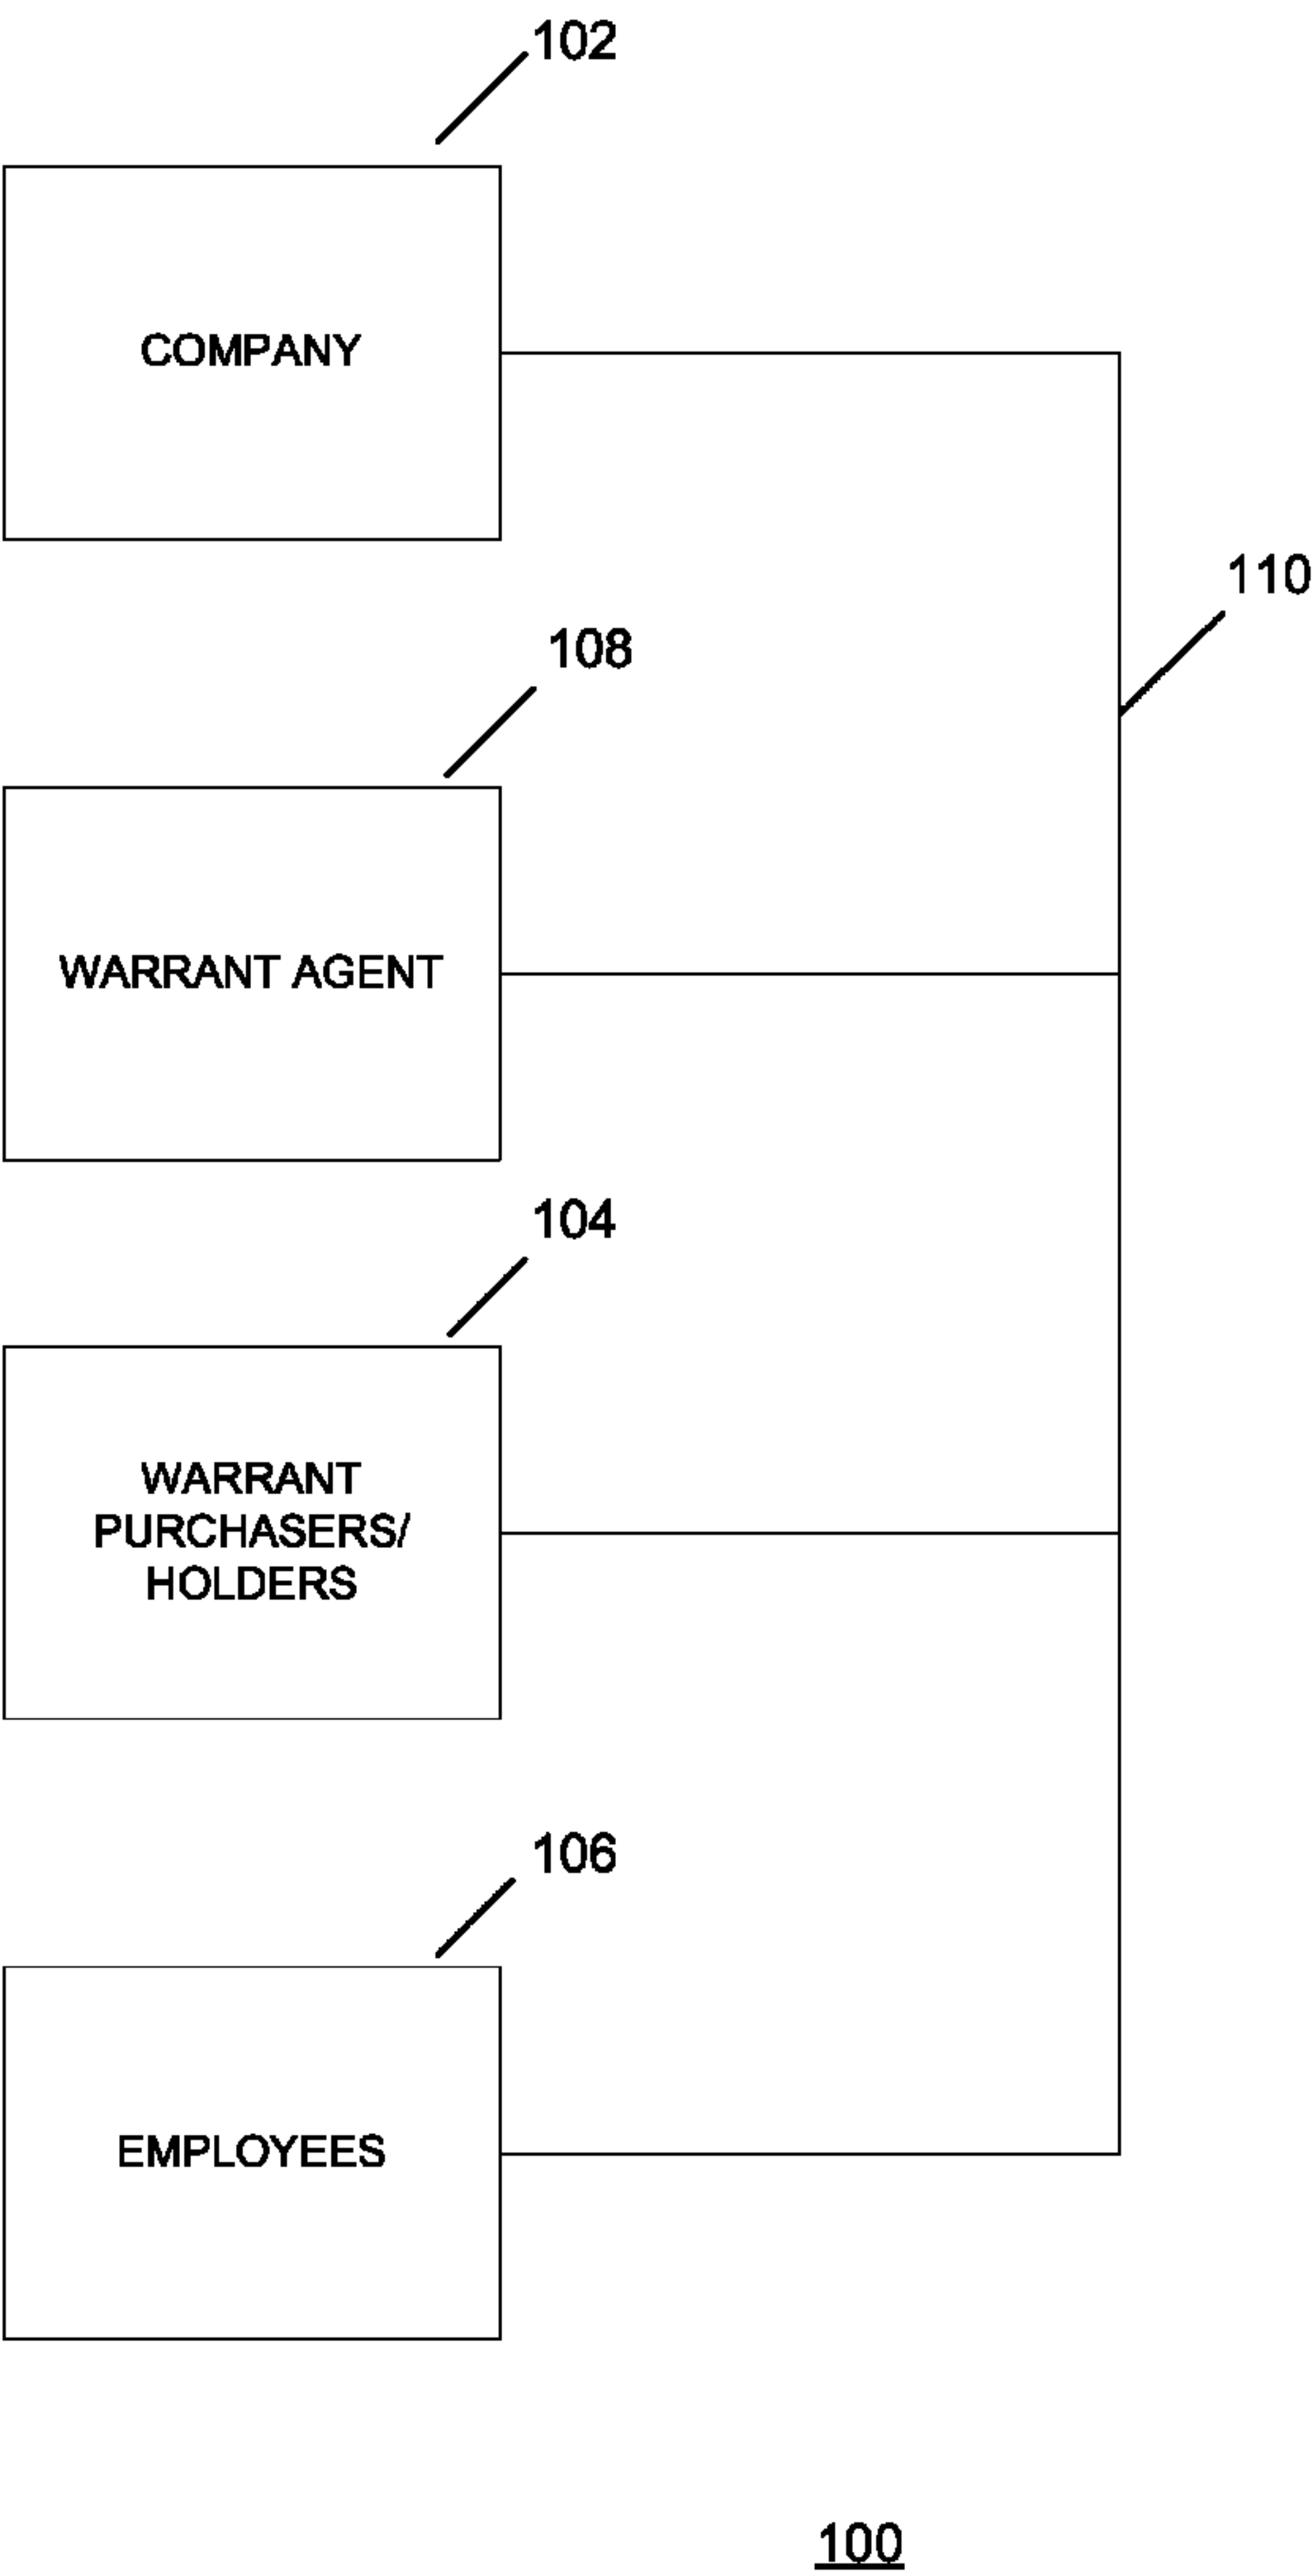 102
COMPANY
110
108
WARRANT AGENT
104
WARRANT
PURCHASERS/
HOLDERS
106
EMPLOYEES
100